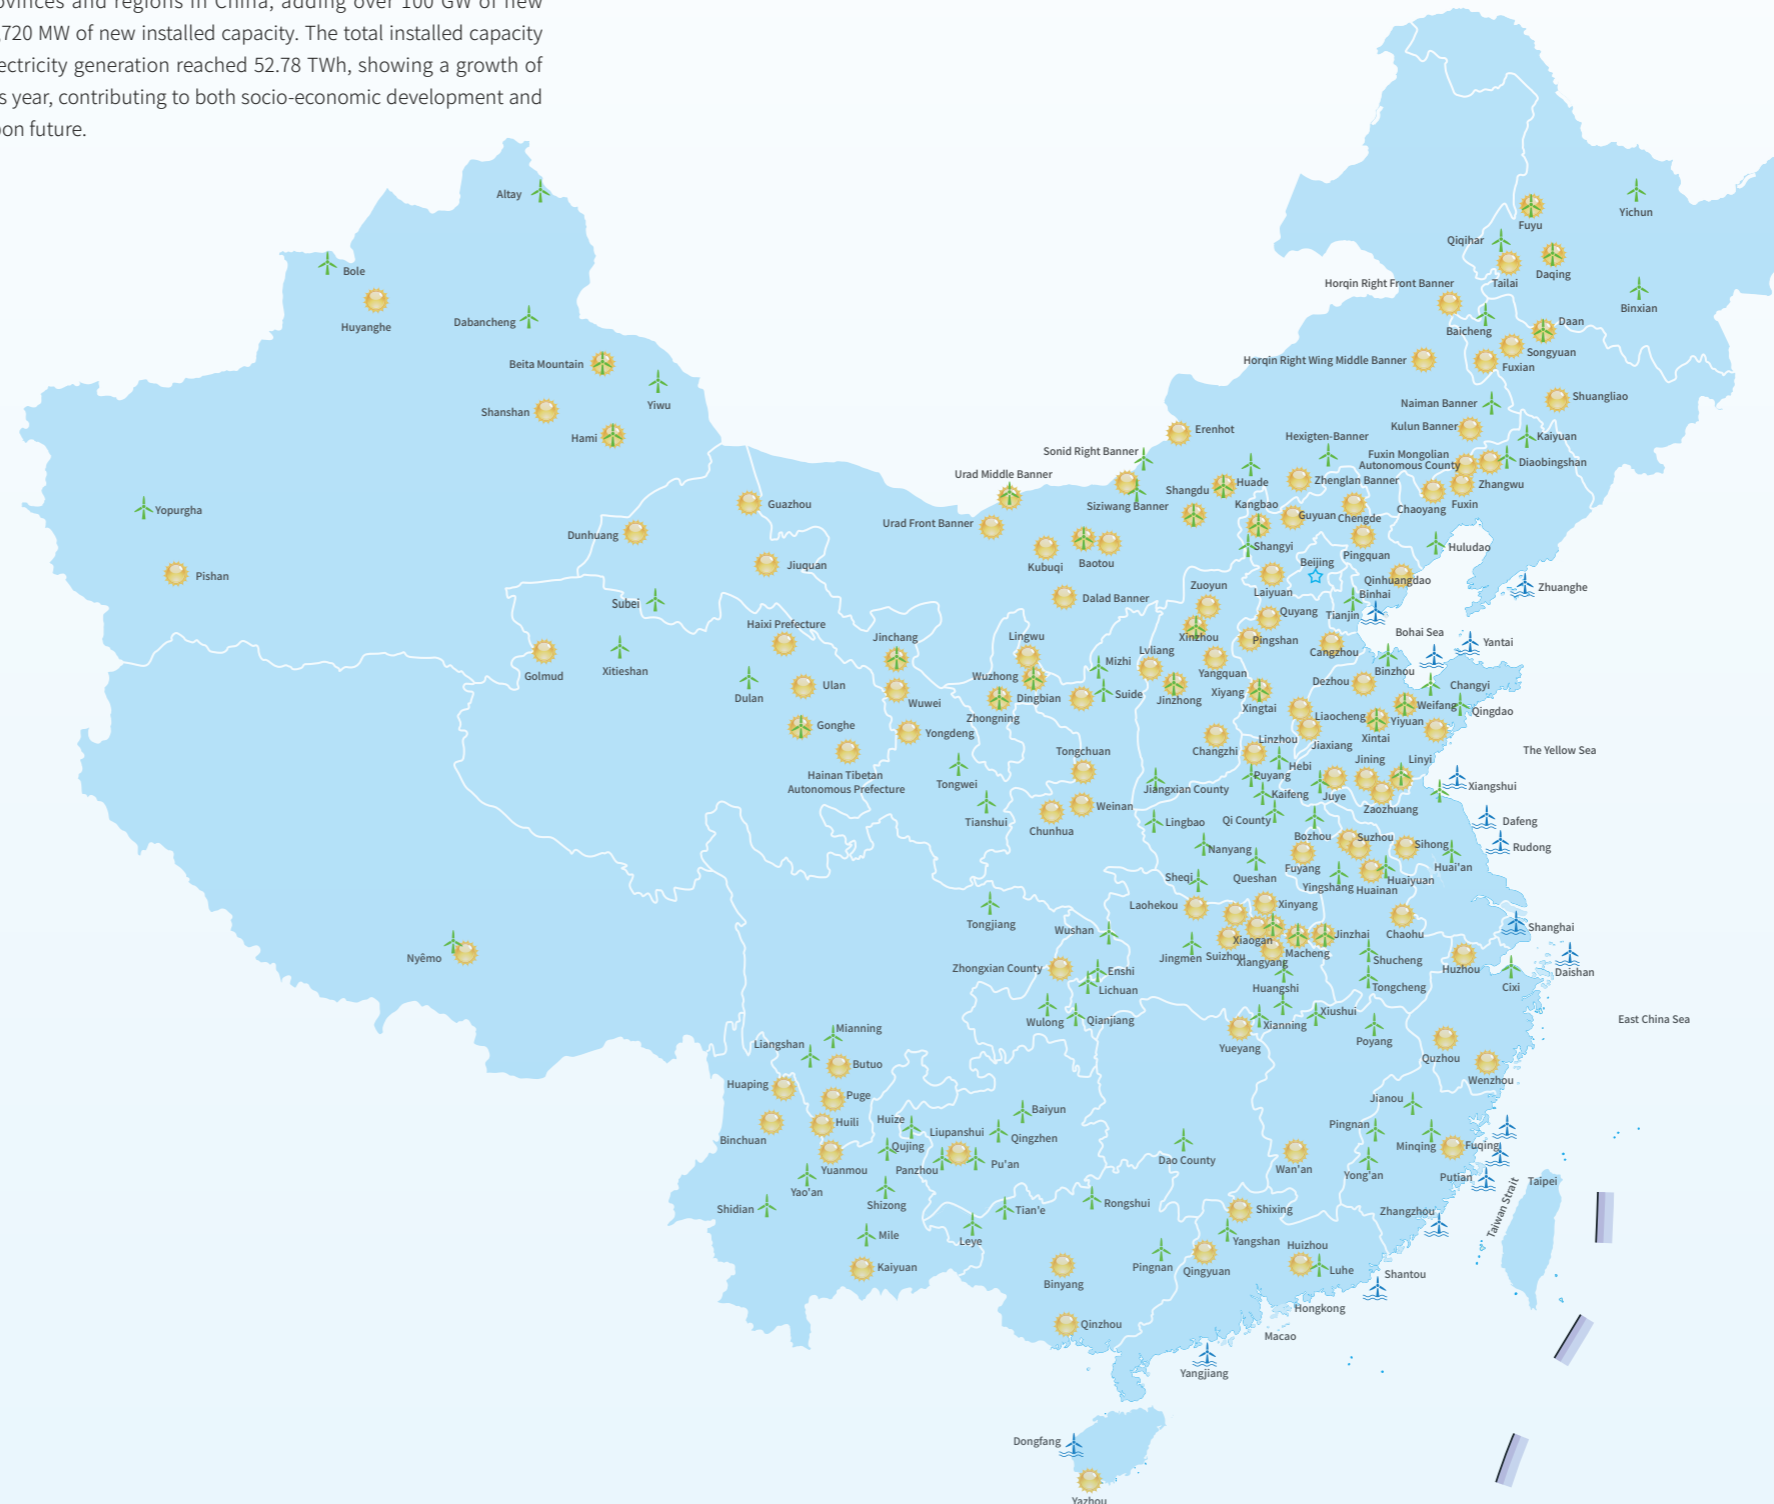 ovinces and regions in China, adding over 100 GW of new
,720 MW of new installed capacity. The total installed capacity
ectricity generation reached 52.78 TWh, showing a growth of
s year, contributing to both socio-economic development and
on future.
Altay
Yichun
Fuyu
Qiqihar
Bole
Daqing
Tailai
Horqin Right Front Banner
Binxian
Huyanghe
Dabancheng
Daan
Baicheng
Songyuan
Horqin Right Wing Middle Banner
Beita Mountain
Fuxian
Shuangliao
Yiwu
Naiman Banner
Shanshan
Kulun Banner
Erenhot
Hexigten-Banner
Kaiyuan
Hami
Sonid Right Banner
Fuxin Mongolian
Autonomous County
Diaobingshan
Urad Middle Banner
Zhenglan Banner
Huade
Zhangwu
Shangdu
Guazhou
Siziwang Banner
Kangbao
Chaoyang
Fuxin
Yopurgha
Guyuan
Chengde
Urad Front Banner
Dunhuang
Shangyi
Huludao
Pingquan
Baotou
Beijing
Jiuquan
Kubuqi
Pishan
Qinhuangdao
Zhuanghe
Zuoyun
Laiyuan
Binhai
Dalad Banner
Subei
Quyang
Tianjin
Haixi Prefecture
Bohai Sea
Jinchang
Lingwu
Xinzhou
Pingshan
Yantai
Cangzhou
Lvliang
Mizhi
Xitieshan
Binzhou
Golmud
Yangquan
Wuzhong
Dezhou
Ulan
Changyi
Dulan
Suide
Xiyang
Dingbian
Jinzhong
Wuwei
Weifang
Xingtai
Qingdao
Zhongning
Liaocheng
Yiyuan
Gonghe
Yongdeng
Xintai
Linzhou
Jiaxiang
The Yellow Sea
Changzhi
Tongchuan
Jining
Linyi
Hebi
Hainan Tibetan
Autonomous Prefecture
Puyang
Tongwei
Xiangshui
Jiangxian County
Kaifeng
Juye
Weinan
Zaozhuang
Tianshui
Chunhua
Lingbao
Qi County
Dafeng
Bozhou
Suzhou
Sihong
Rudong
Nanyang
Fuyang
Huai'an
Queshan
Sheqi
Yingshang
Huainan
Huaiyuan
Laohekou
Xinyang
Tongjiang
Wushan
Shanghai
Xiaogan
Jinzhai
Chaohu
Macheng
Jingmen
Suizhou
Xiangyang
Shucheng
Zhongxian County
Enshi
Huzhou
Daishan
Nyêmo
Lichuan
Huangshi
Tongcheng
Cixi
Xiushui
Wulong
Qianjiang
Xianning
East China Sea
Mianning
Poyang
Yueyang
Liangshan
Quzhou
Butuo
Wenzhou
Huaping
Puge
Jianou
Baiyun
Huize
Huili
Pingnan
Liupanshui
Qingzhen
Binchuan
Qujing
Minqing
Fuqing
Dao County
Yuanmou
Panzhou
Pu'an
Wan'an
Yong'an
Putian
Taipei
Yao'an
Shizong
Rongshui
Shidian
Tian'e
Shixing
Zhangzhou
Taiwan Strait
Mile
Leye
Yangshan
Huizhou
Kaiyuan
Pingnan
Qingyuan
Luhe
Shantou
Binyang
Hongkong
Qinzhou
Macao
Yangjiang
Dongfang
Yazhou